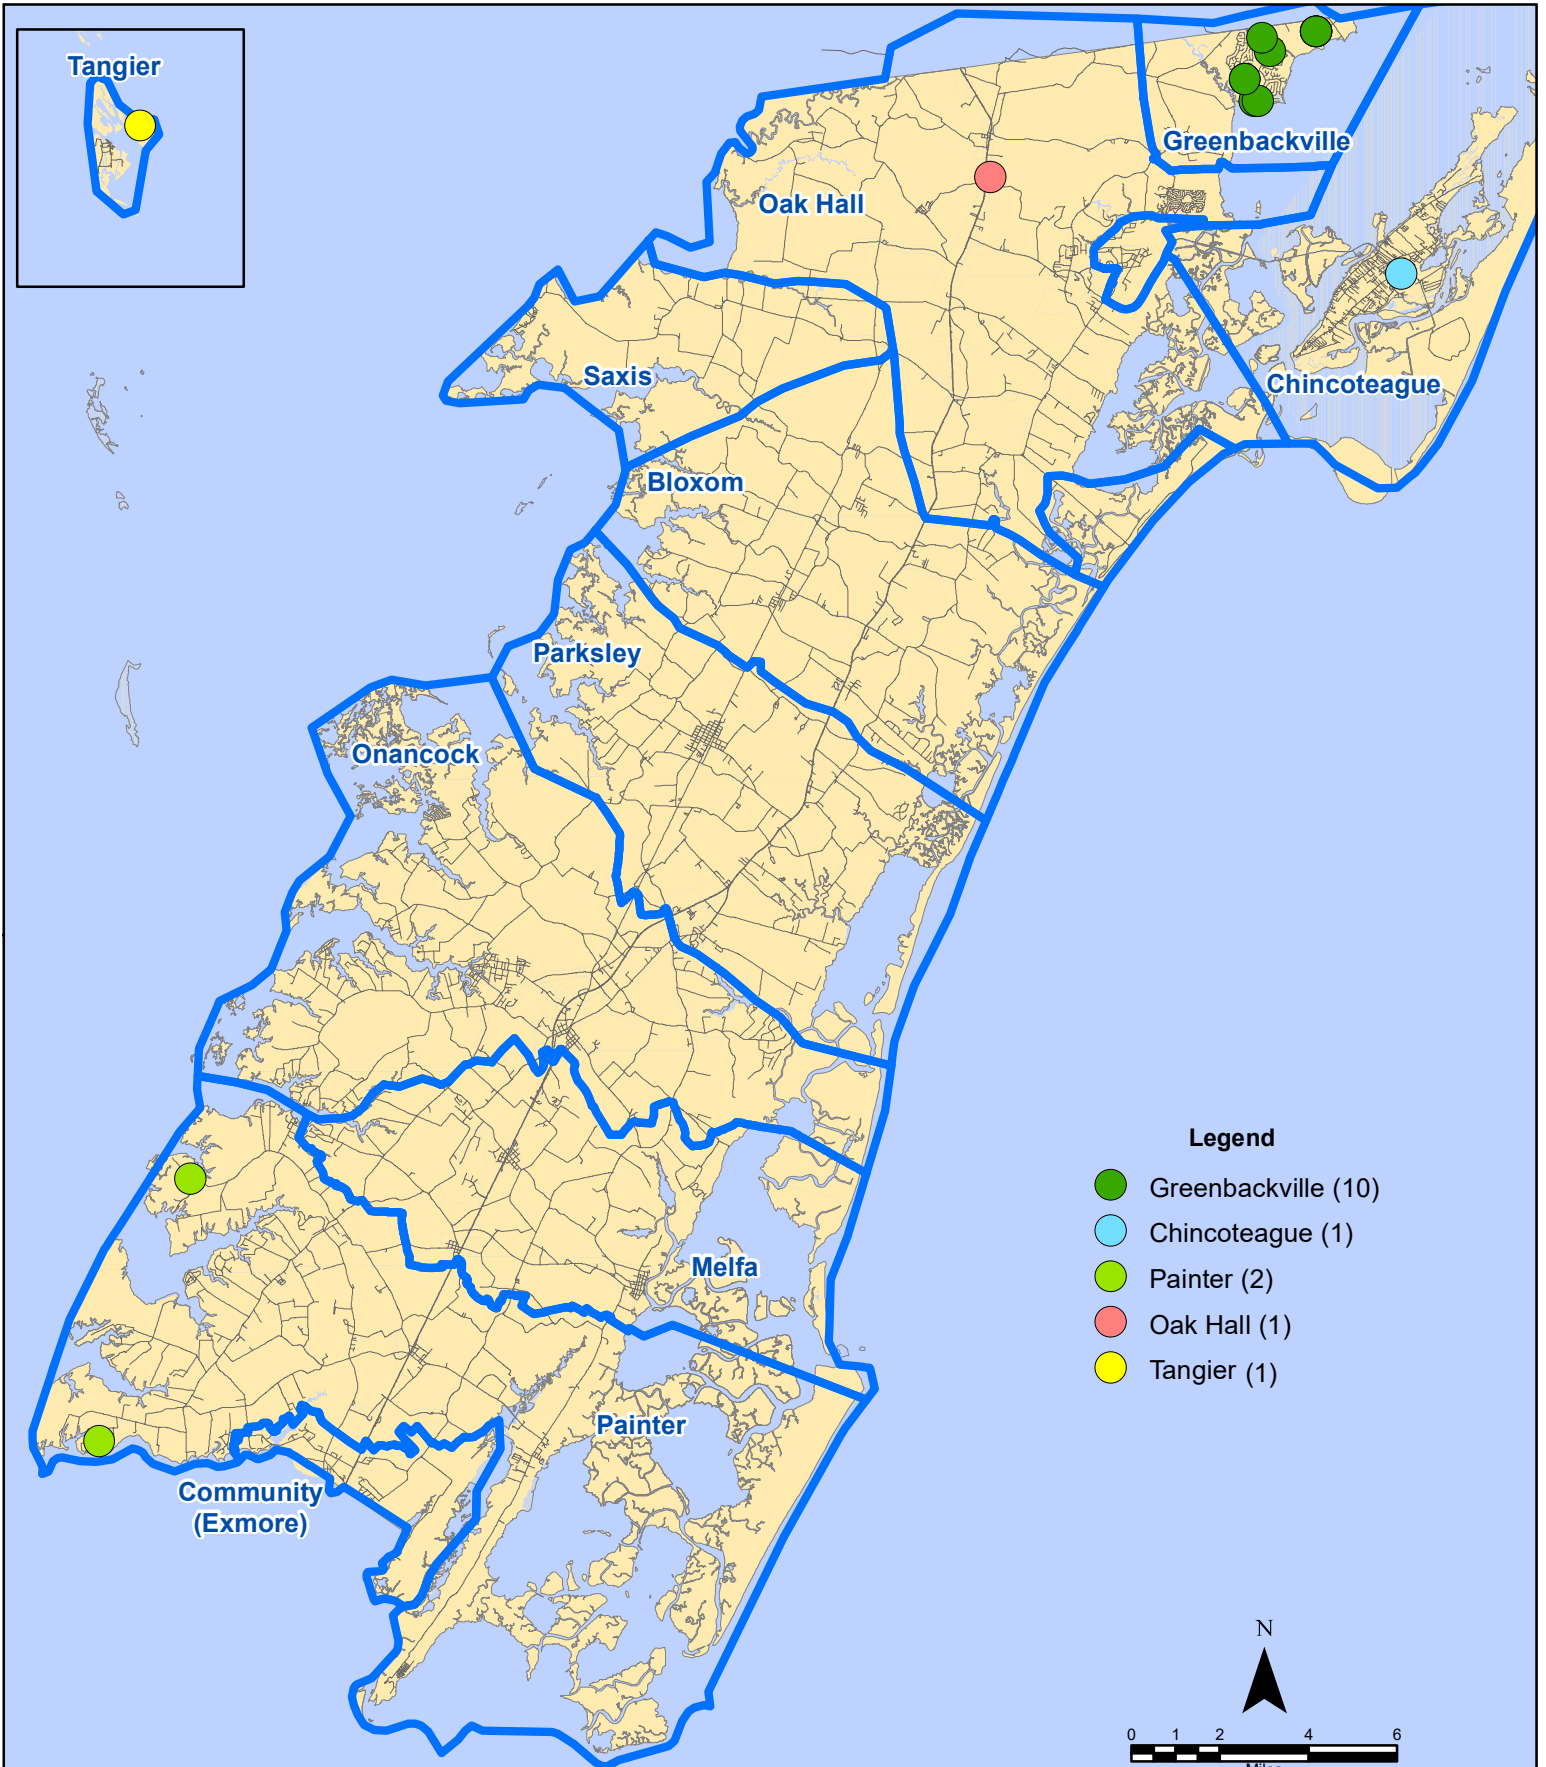 Tangier
Greenbackville
Oak Hall
Saxis
Chincoteague
Bloxom
Parksley
Onancock
Melfa
Painter
Community
(Exmore)
Legend
Greenbackville (10)
Chincoteague (1)
Painter (2)
Oak Hall (1)
Tangier (1)
N
0 1 2 4 6
Miles